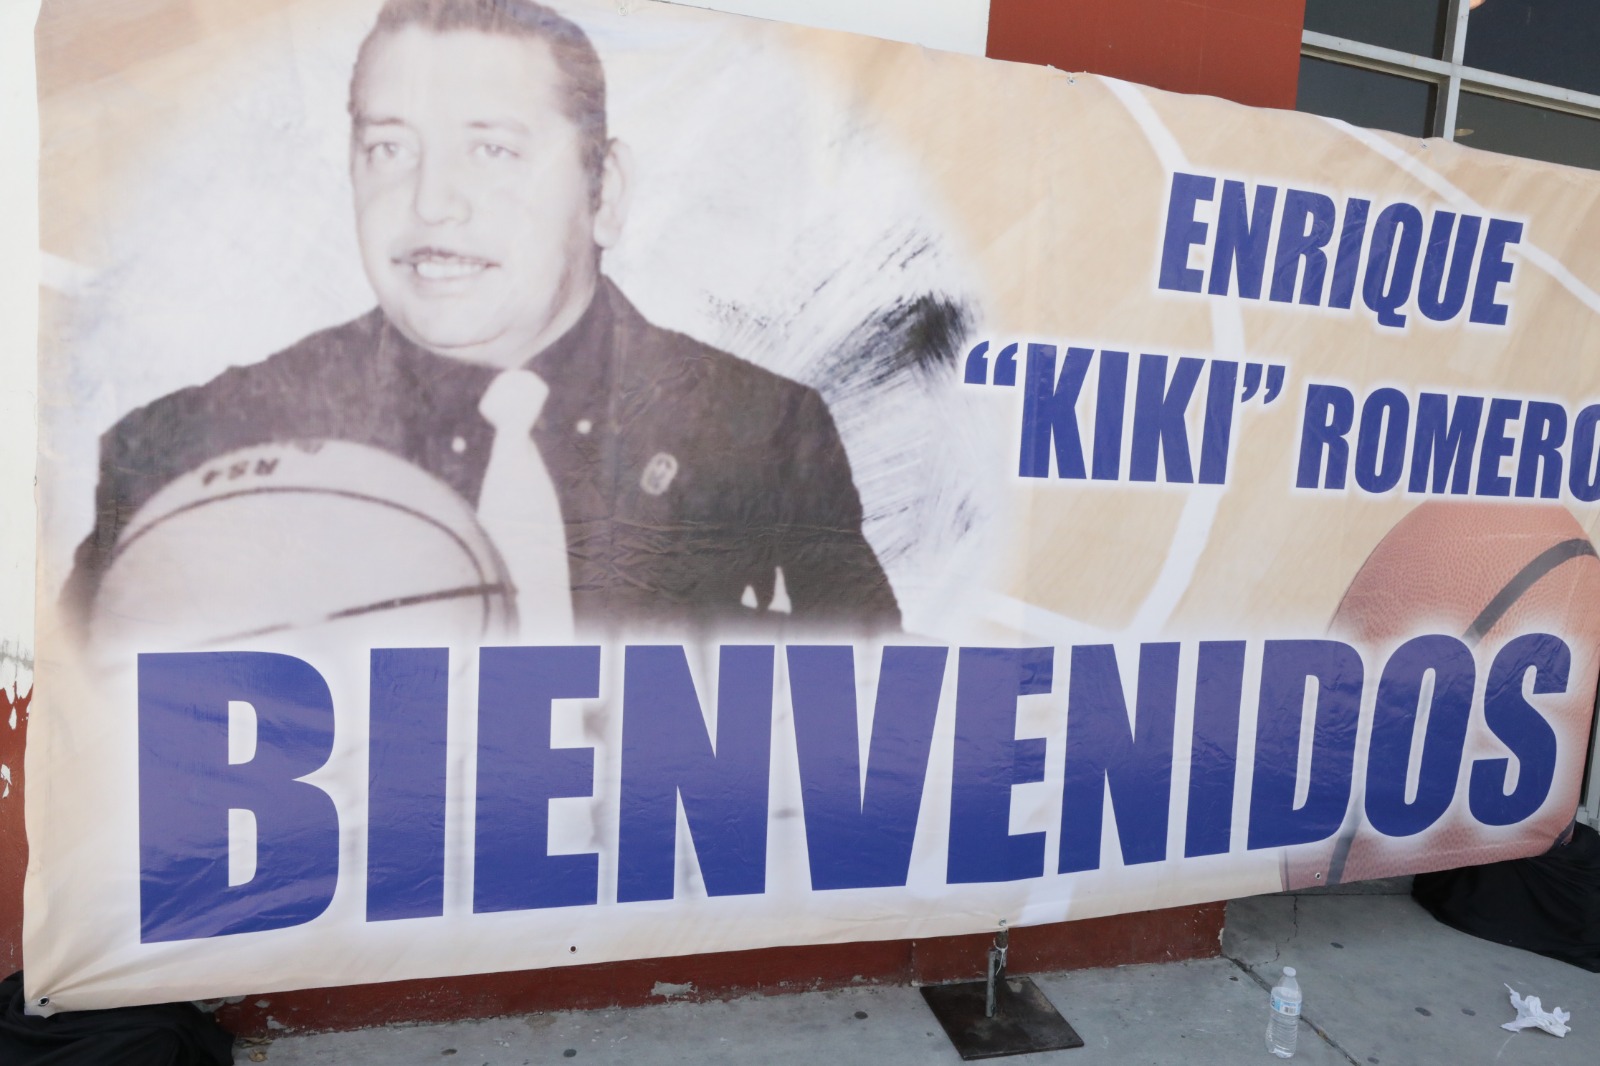 ENRIQUE
“KIKI” ROMERO
BIENVENIDOS